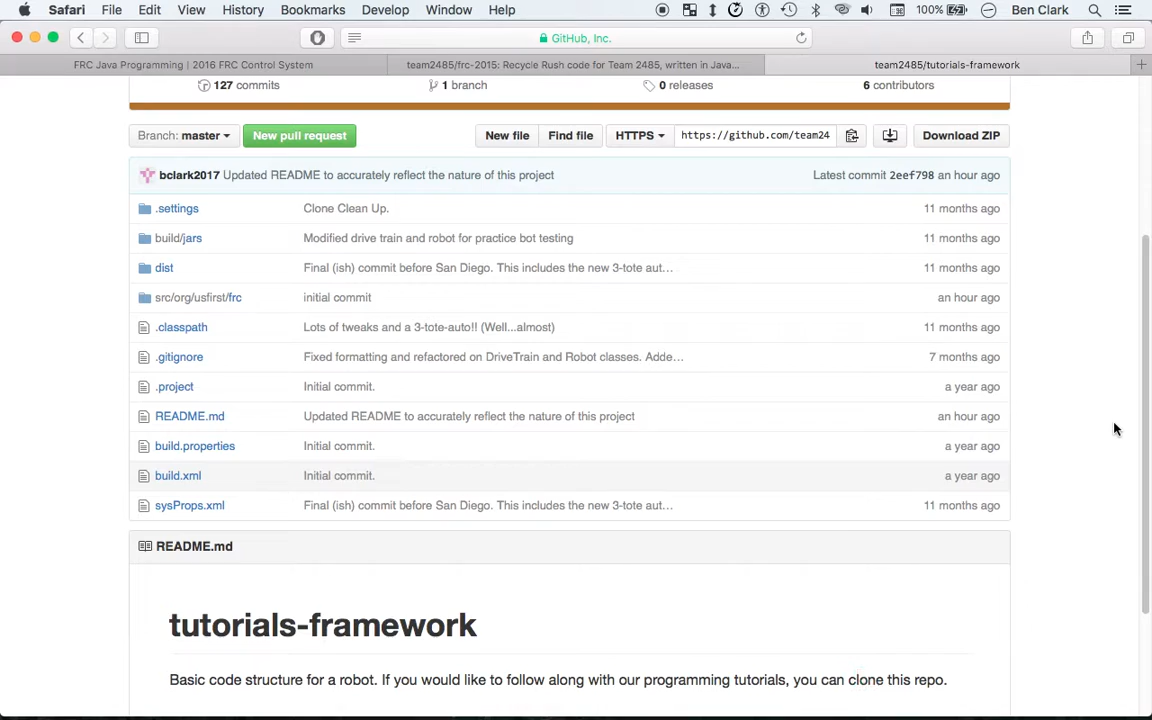 Safari File Edit View History Bookmarks Develop Window Help 100% Ben Clark
GitHub, Inc.
FRC Java Programming | 2016 FRC Control System
team2485/frc-2015: Recycle Rush code for Team 2485, written in Java...
team2485/tutorials-framework
127 commits 1 branch 0 releases 6 contributors
Branch: master New pull request New file Find file HTTPS https://github.com/team24 Download ZIP
bclark2017 Updated README to accurately reflect the nature of this project Latest commit 2eef798 an hour ago
.settings Clone Clean Up. 11 months ago
build/jars Modified drive train and robot for practice bot testing 11 months ago
dist Final (ish) commit before San Diego. This includes the new 3-tote aut... 11 months ago
src/org/usfirst/frc initial commit an hour ago
.classpath Lots of tweaks and a 3-tote-auto!! (Well...almost) 11 months ago
.gitignore Fixed formatting and refactored on DriveTrain and Robot classes. Adde... 7 months ago
.project Initial commit. a year ago
README.md Updated README to accurately reflect the nature of this project an hour ago
build.properties Initial commit. a year ago
build.xml Initial commit. a year ago
sysProps.xml Final (ish) commit before San Diego. This includes the new 3-tote aut... 11 months ago
README.md
tutorials-framework
Basic code structure for a robot. If you would like to follow along with our programming tutorials, you can clone this repo.